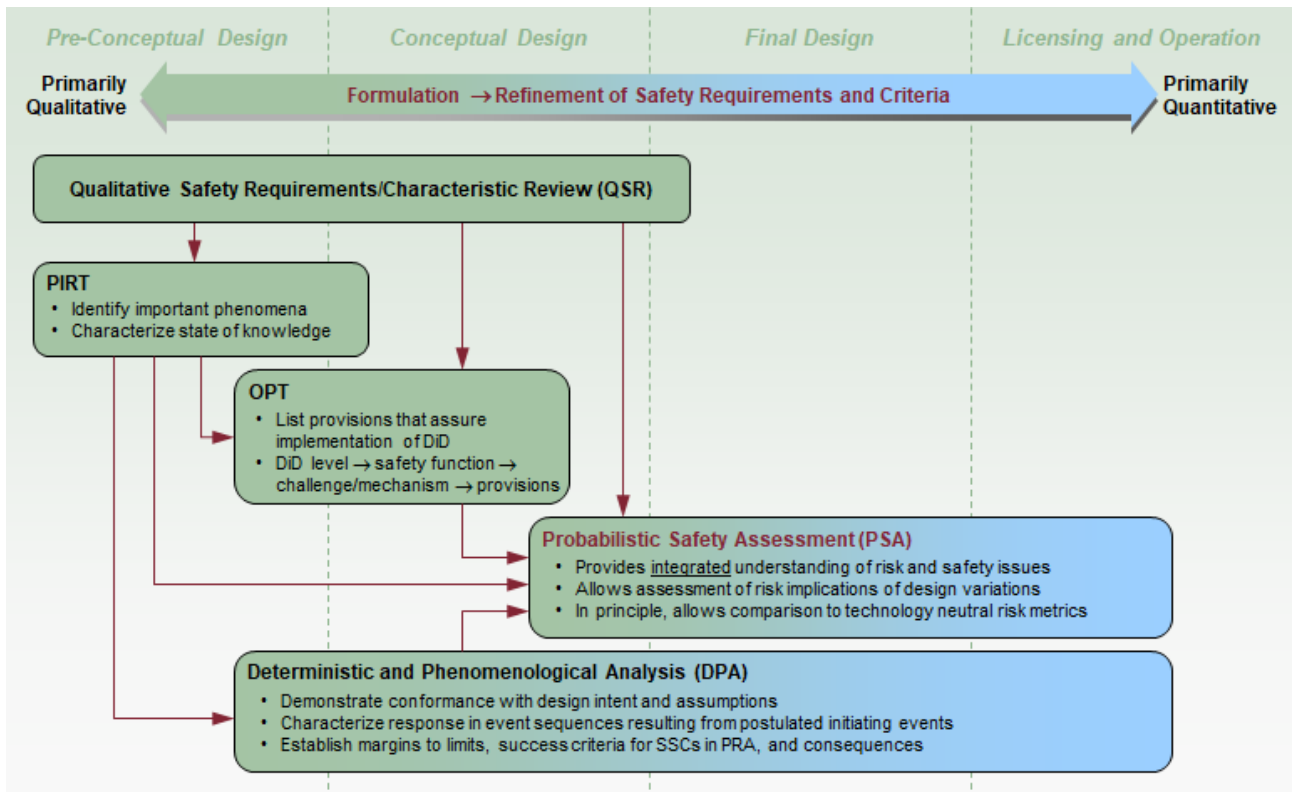 Pre-Conceptual Design
Conceptual Design
Final Design
Licensing and Operation
Primarily
Qualitative
Formulation → Refinement of Safety Requirements and Criteria
Primarily
Quantitative
Qualitative Safety Requirements/Characteristic Review (QSR)
PIRT
• Identify important phenomena
• Characterize state of knowledge
OPT
• List provisions that assure
implementation of DiD
• DiD level → safety function →
challenge/mechanism → provisions
Probabilistic Safety Assessment (PSA)
• Provides integrated understanding of risk and safety issues
• Allows assessment of risk implications of design variations
• In principle, allows comparison to technology neutral risk metrics
Deterministic and Phenomenological Analysis (DPA)
• Demonstrate conformance with design intent and assumptions
• Characterize response in event sequences resulting from postulated initiating events
• Establish margins to limits, success criteria for SSCs in PRA, and consequences